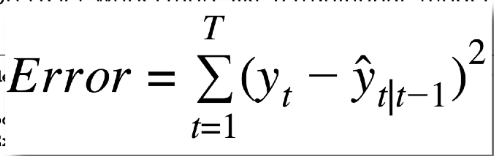 Error = \sum_{t=1}^{T} (y_t - \hat{y}_{t|t-1})^2